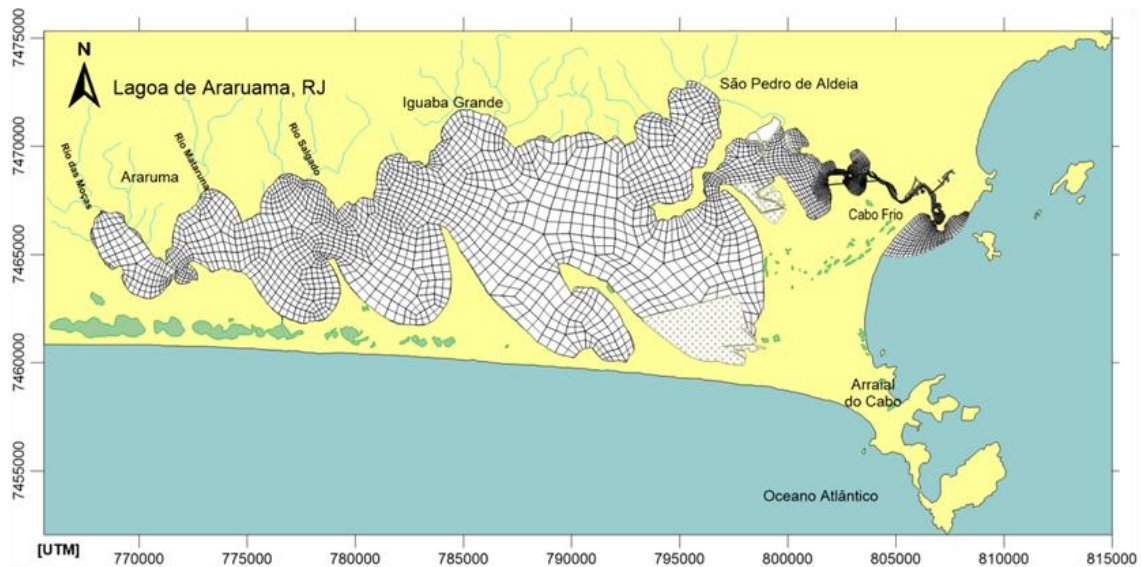 N
Lagoa de Araruama, RJ
São Pedro de Aldeia
Iguaba Grande
Rio das Moças
Araruma
Rio Mataruna
Rio Salgado
Cabo Frio
Arraial
do Cabo
Oceano Atlântico
7475000
7470000
7465000
7460000
7455000
[UTM]
770000
775000
780000
785000
790000
795000
800000
805000
810000
815000